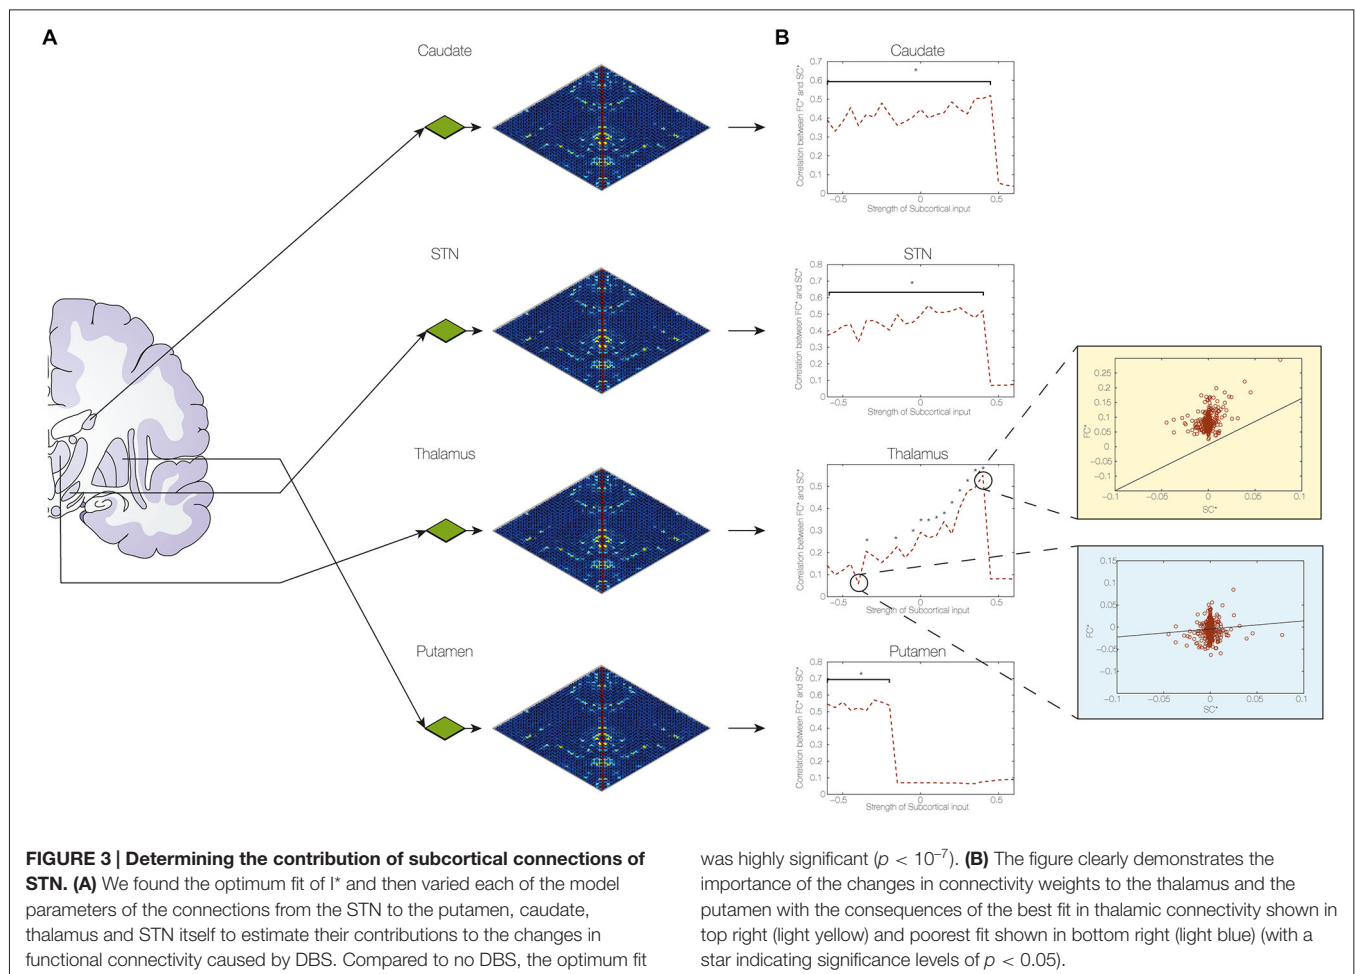 A
B
Caudate
Caudate
Correlation between FC* and SC*
0.7
0.6
0.5
0.4
0.3
0.2
0.1
0
*
−0.5 0 0.5
Strength of Subcortical input
STN
STN
Correlation between FC* and SC*
0.8
0.7
0.6
0.5
0.4
0.3
0.2
0.1
0
*
−0.5 0 0.5
Strength of Subcortical input
Thalamus
Thalamus
Correlation between FC* and SC*
0.5
0.4
0.3
0.2
0.1
0
* * * * * * * * * * * *
−0.5 0 0.5
Strength of Subcortical input
Putamen
Putamen
Correlation between FC* and SC*
0.8
0.7
0.6
0.5
0.4
0.3
0.2
0.1
0
*
−0.5 0 0.5
Strength of Subcortical input
FC*
0.25
0.2
0.15
0.1
0.05
0
−0.05
−0.1
−0.1 −0.05 0 0.05 0.1
SC*
FC*
0.15
0.1
0.05
0
−0.05
−0.1
−0.15
−0.1 −0.05 0 0.05 0.1
SC*
FIGURE 3 | Determining the contribution of subcortical connections of
STN. (A) We found the optimum fit of I* and then varied each of the model
parameters of the connections from the STN to the putamen, caudate,
thalamus and STN itself to estimate their contributions to the changes in
functional connectivity caused by DBS. Compared to no DBS, the optimum fit
was highly significant (p < 10−7). (B) The figure clearly demonstrates the
importance of the changes in connectivity weights to the thalamus and the
putamen with the consequences of the best fit in thalamic connectivity shown in
top right (light yellow) and poorest fit shown in bottom right (light blue) (with a
star indicating significance levels of p < 0.05).